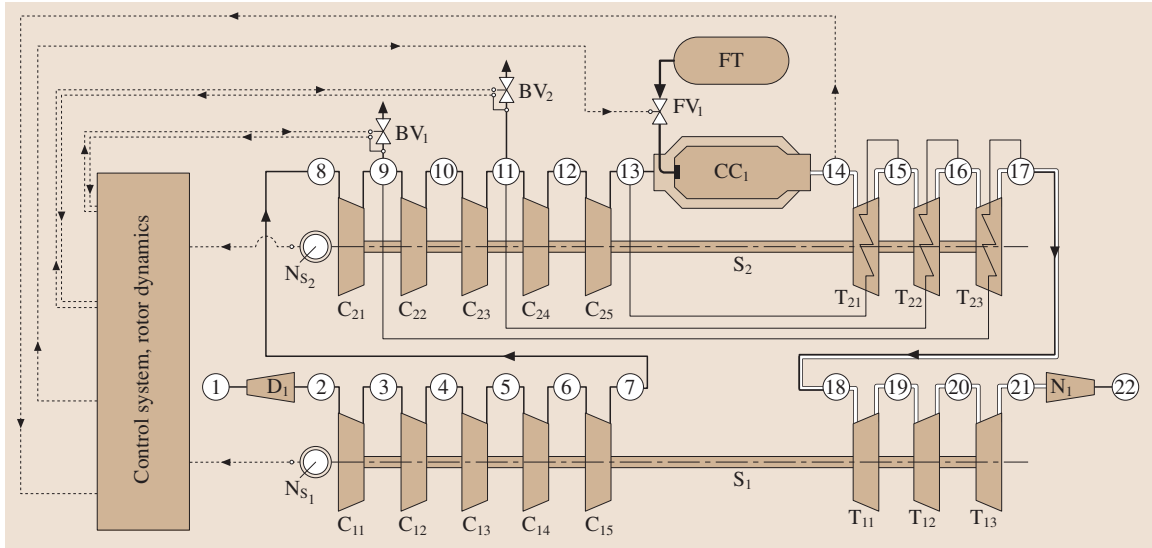 FT
BV₂
FV₁
BV₁
8
9
10
11
12
13
CC₁
14
15
16
17
Control system, rotor dynamics
N_S₂
S₂
C₂₁
C₂₂
C₂₃
C₂₄
C₂₅
T₂₁
T₂₂
T₂₃
1
D₁
2
3
4
5
6
7
18
19
20
21
N₁
22
N_S₁
S₁
C₁₁
C₁₂
C₁₃
C₁₄
C₁₅
T₁₁
T₁₂
T₁₃